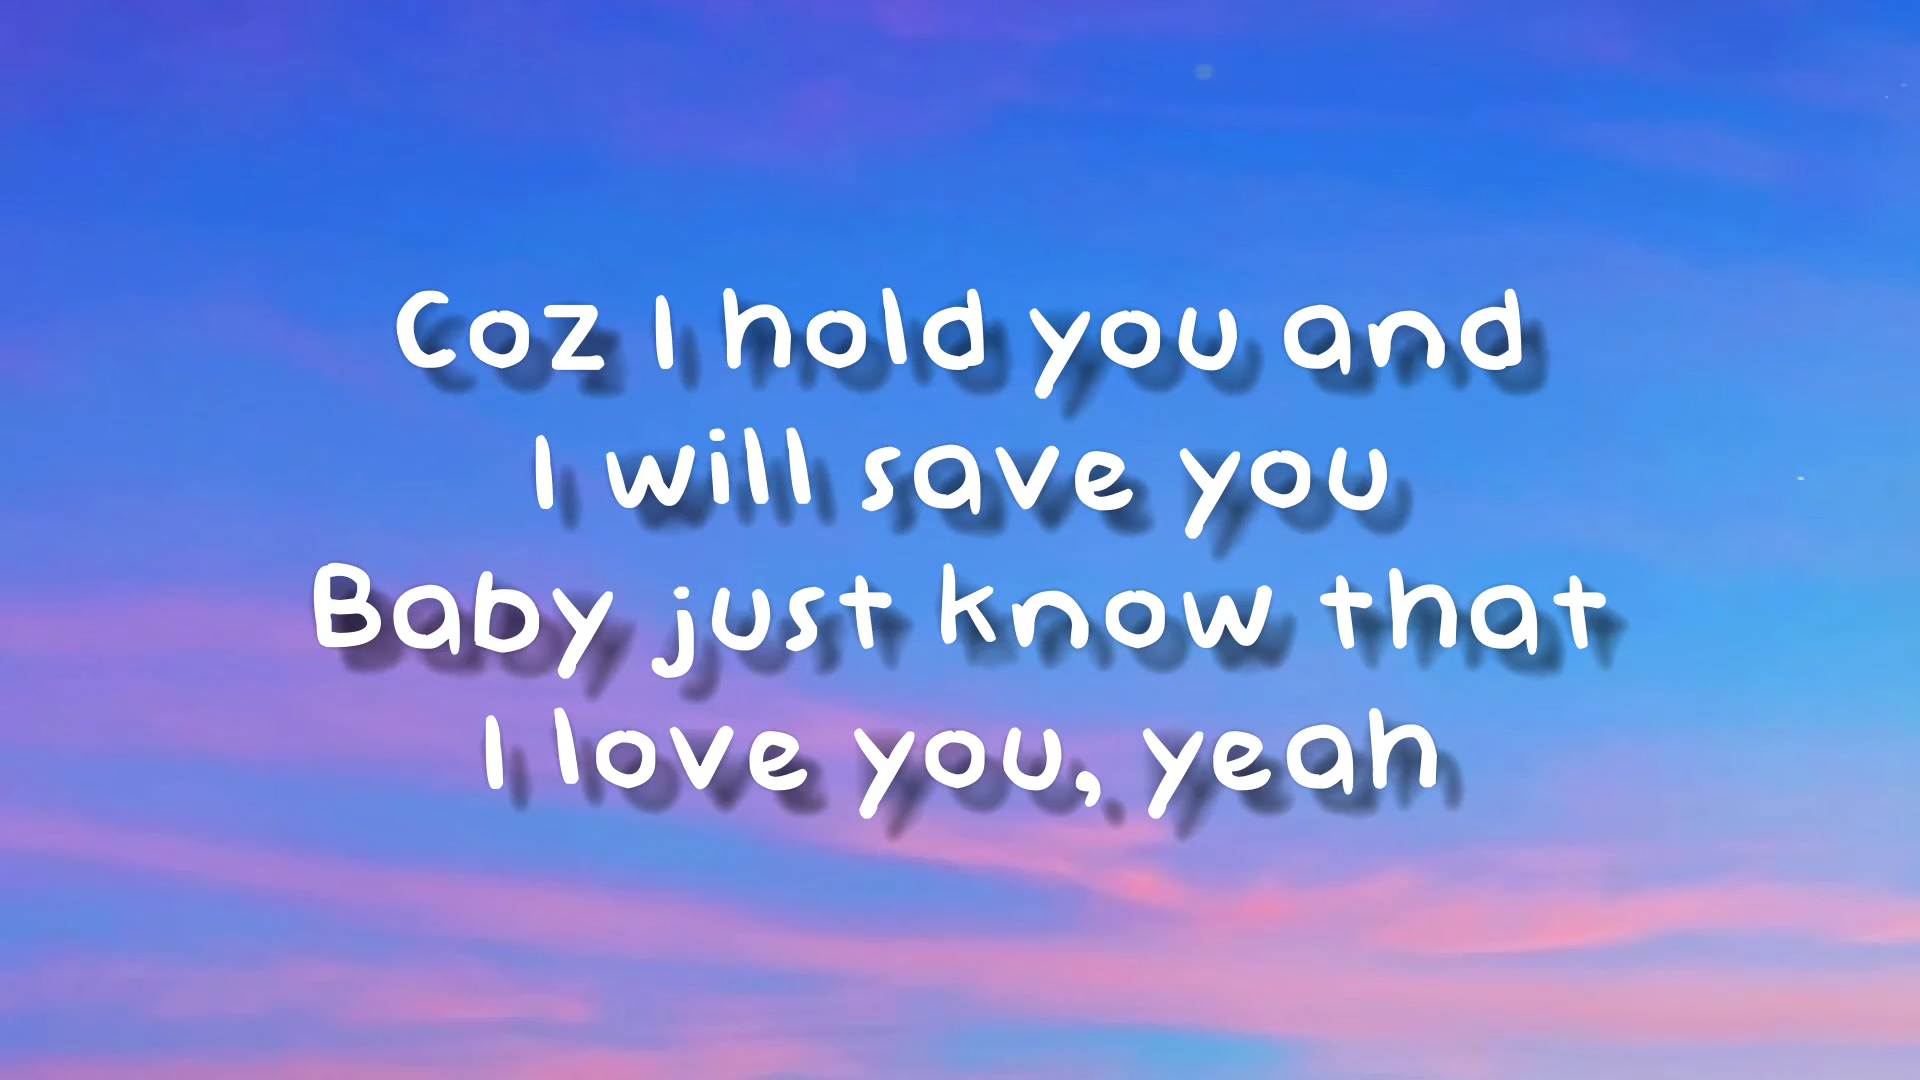 Coz I hold you and
I will save you
Baby just know that
I love you, yeah